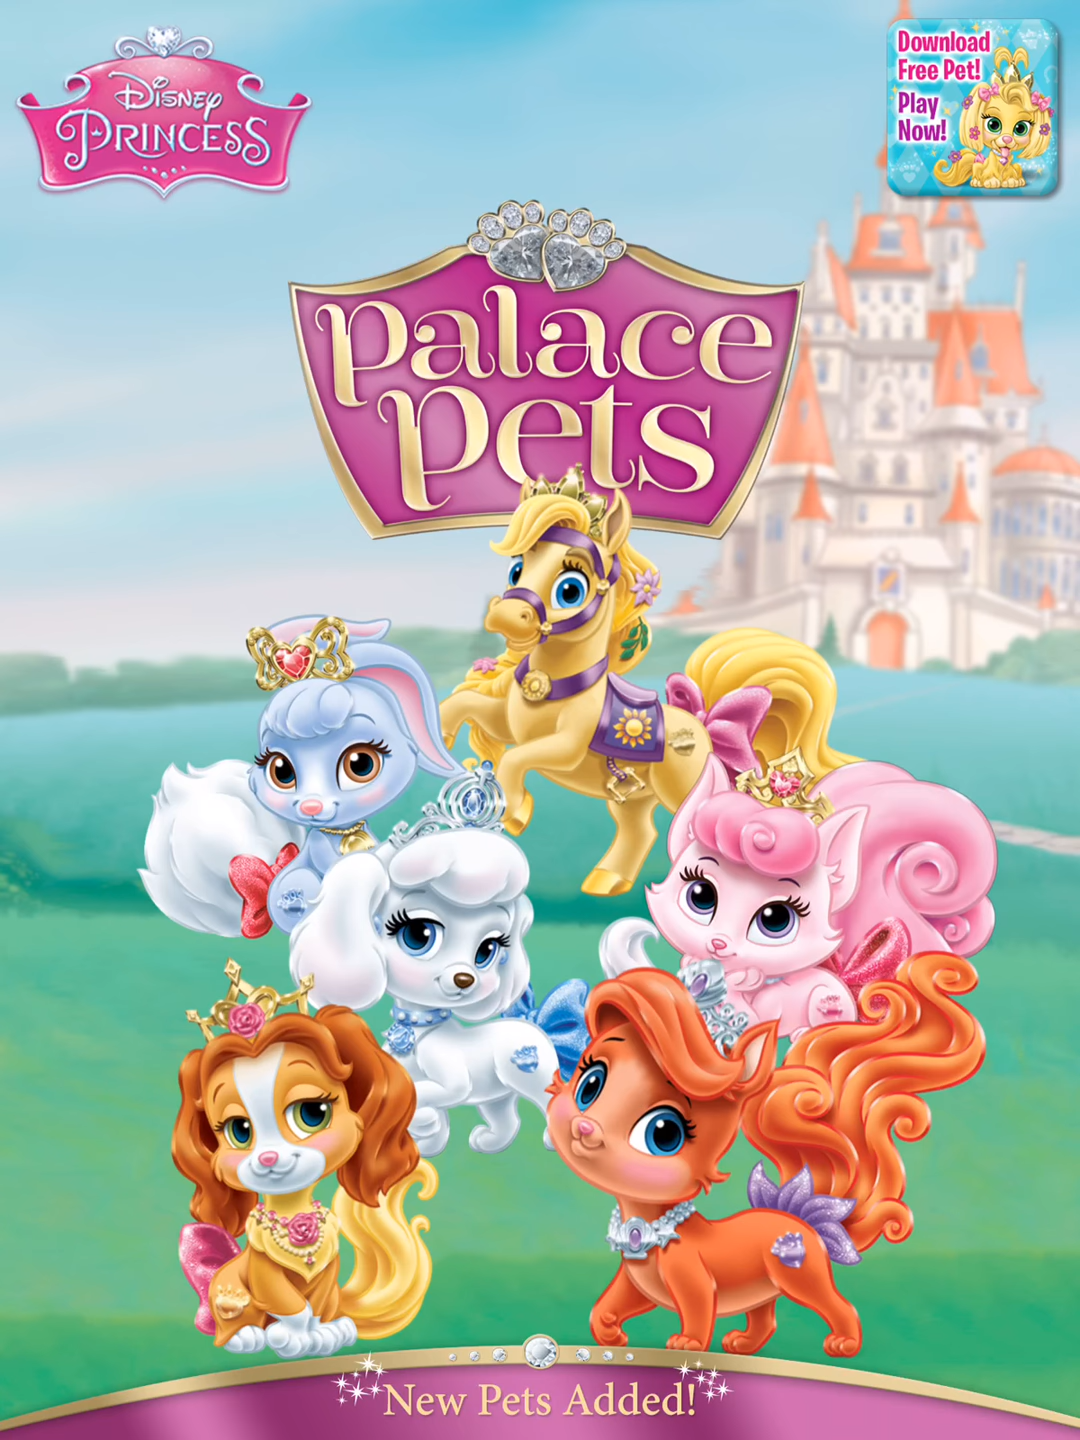 Disney
Princess
Download
Free Pet!
Play
Now!
Palace
Pets
New Pets Added!